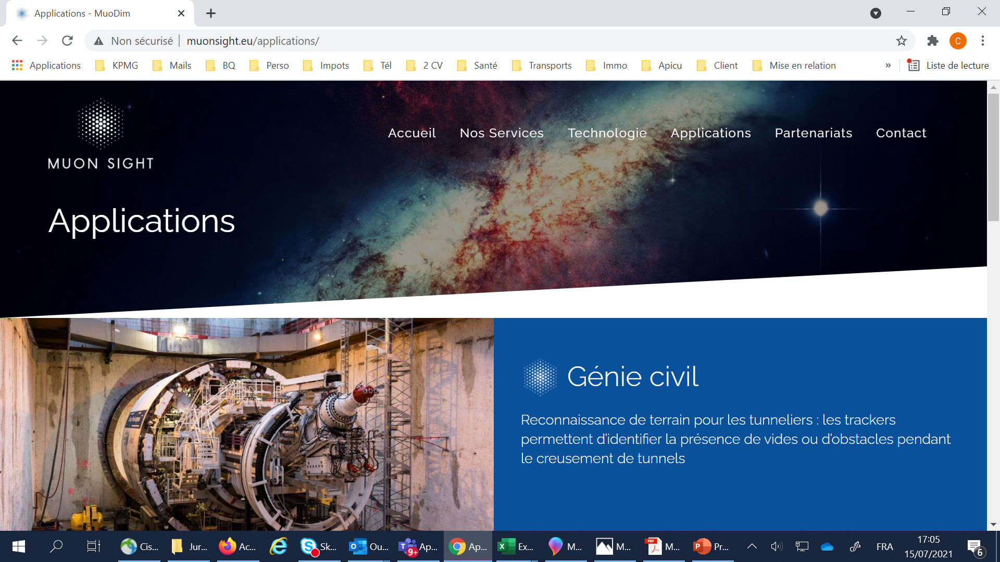 Applications - MuoDim
Non sécurisé
muonsight.eu/applications/
C
Applications
KPMG
Mails
BQ
Perso
Impots
Tél
2 CV
Santé
Transports
Immo
Apicu
Client
Mise en relation
»
Liste de lecture
MUON SIGHT
Accueil
Nos Services
Technologie
Applications
Partenariats
Contact
Applications
Génie civil
Reconnaissance de terrain pour les tunneliers : les trackers
permettent d'identifier la présence de vides ou d'obstacles pendant
le creusement de tunnels
Cis...
Jur...
Ac...
Sk...
Ou...
9+
Ap...
Ap...
Ex...
M...
M...
PDF
M...
Pr...
FRA
17:05
15/07/2021
6